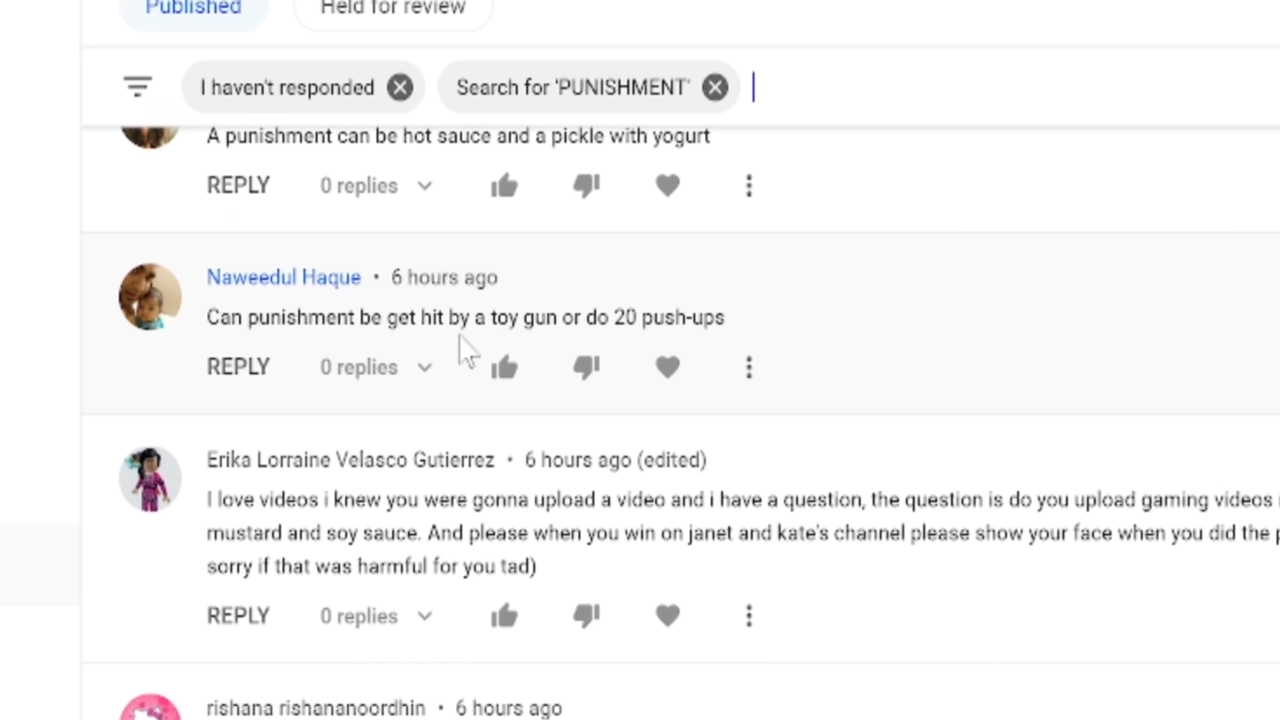 Published
Held for review
I haven't responded
Search for 'PUNISHMENT'
A punishment can be hot sauce and a pickle with yogurt
REPLY
0 replies
Naweedul Haque • 6 hours ago
Can punishment be get hit by a toy gun or do 20 push-ups
REPLY
0 replies
Erika Lorraine Velasco Gutierrez • 6 hours ago (edited)
I love videos i knew you were gonna upload a video and i have a question, the question is do you upload gaming videos
mustard and soy sauce. And please when you win on janet and kate's channel please show your face when you did the
sorry if that was harmful for you tad)
REPLY
0 replies
rishana rishananoordhin • 6 hours ago